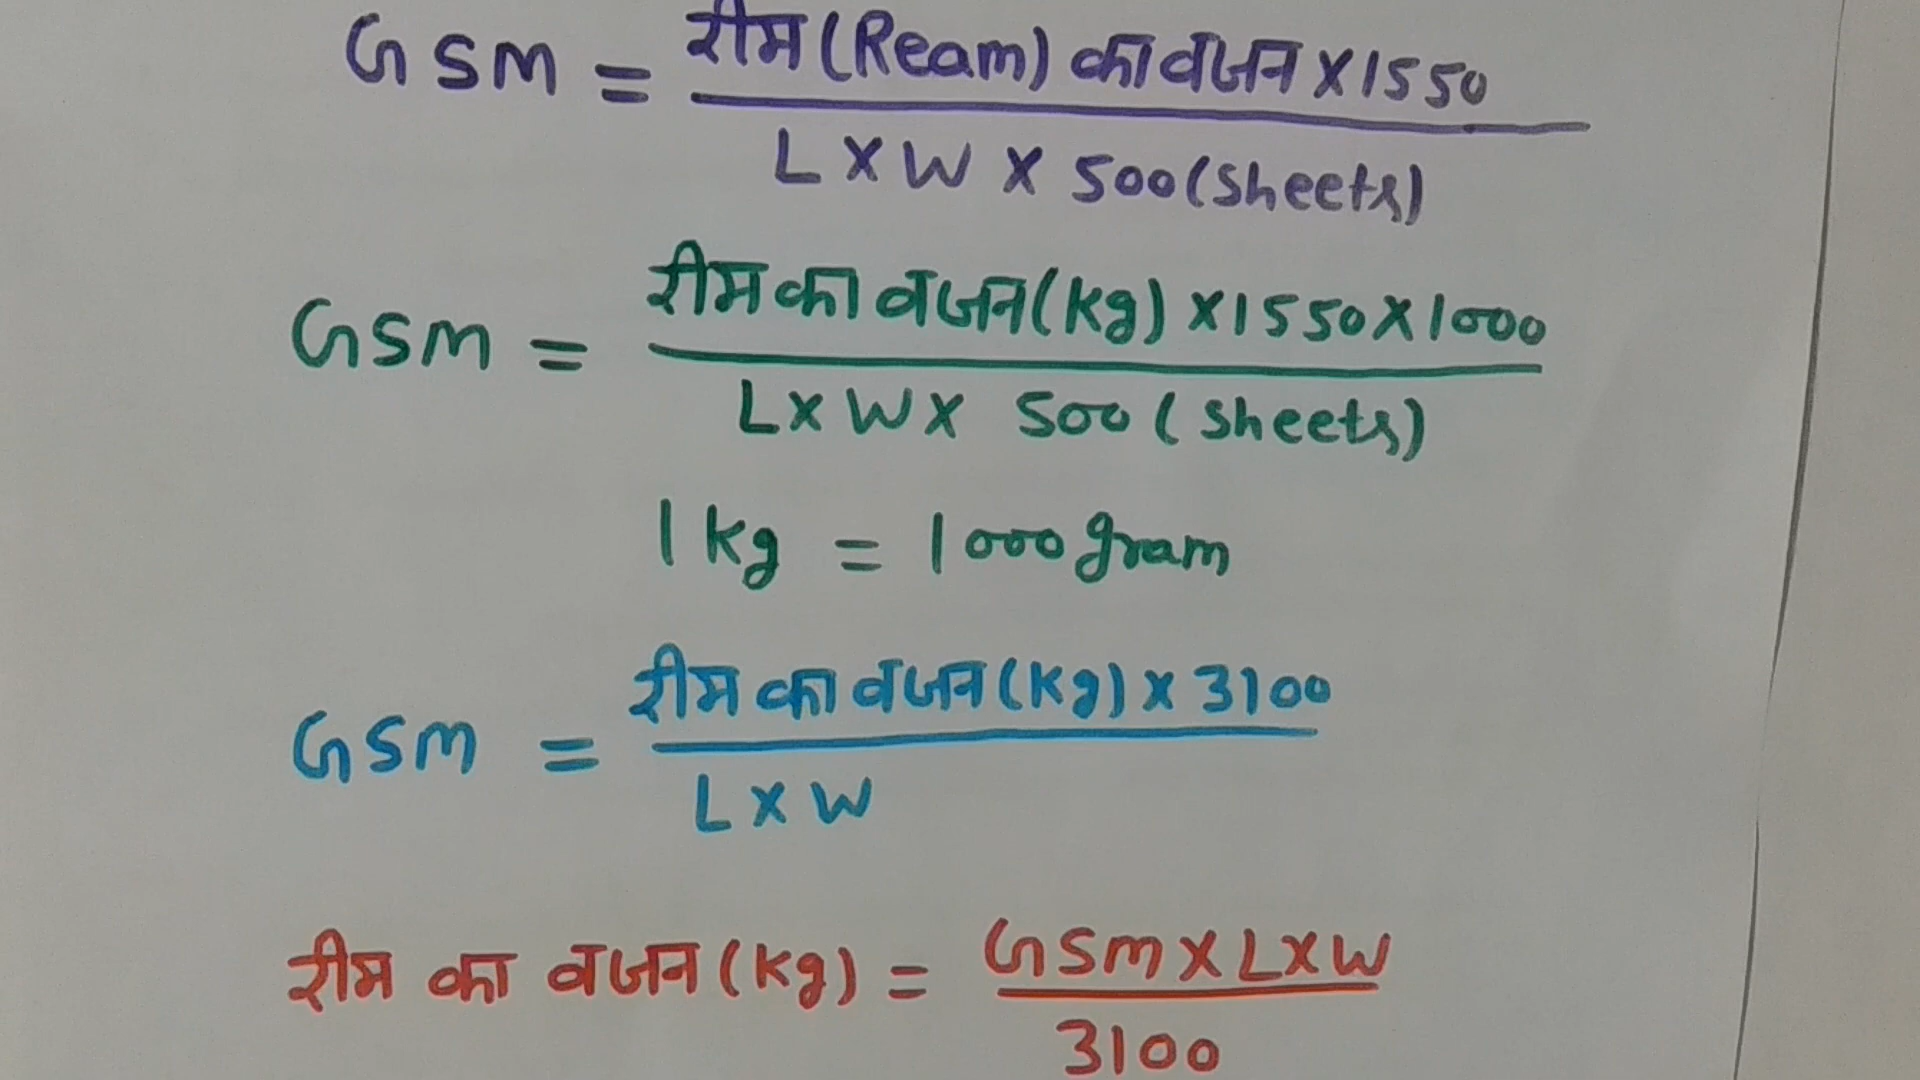 GSM = रीम (Ream) का वजन X 1550
L X W X 500 (Sheets)
GSM = रीम का वजन (Kg) X 1550 X 1000
L X W X 500 (Sheets)
1 kg = 1000 gram
GSM = रीम का वजन (Kg) X 3100
L X W
रीम का वजन (Kg) = GSM X L X W
3100